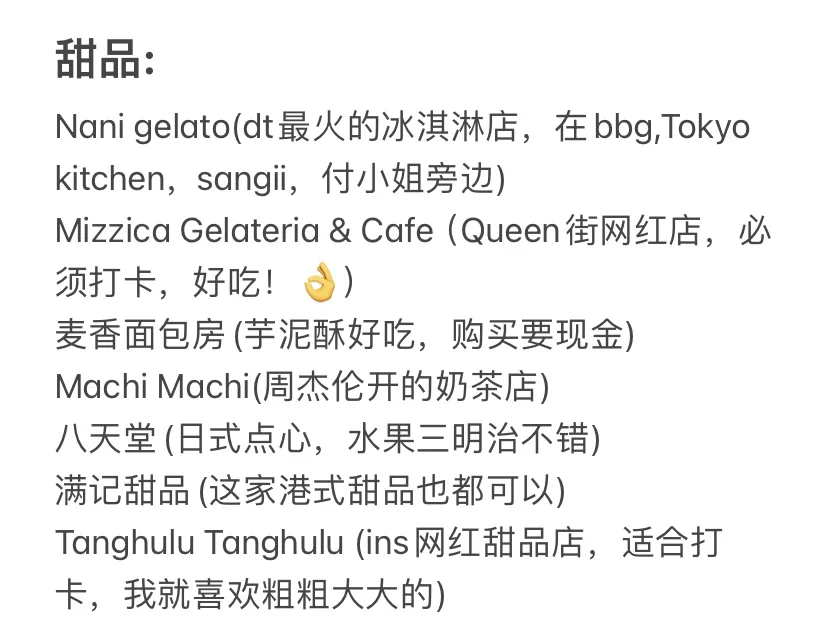 甜品:
Nani gelato(dt最火的冰淇淋店，在bbg,Tokyo
kitchen，sangii，付小姐旁边)
Mizzica Gelateria & Cafe（Queen街网红店，必
须打卡，好吃！👌）
麦香面包房(芋泥酥好吃，购买要现金)
Machi Machi(周杰伦开的奶茶店)
八天堂(日式点心，水果三明治不错)
满记甜品(这家港式甜品也都可以)
Tanghulu Tanghulu (ins网红甜品店，适合打
卡，我就喜欢粗粗大大的)